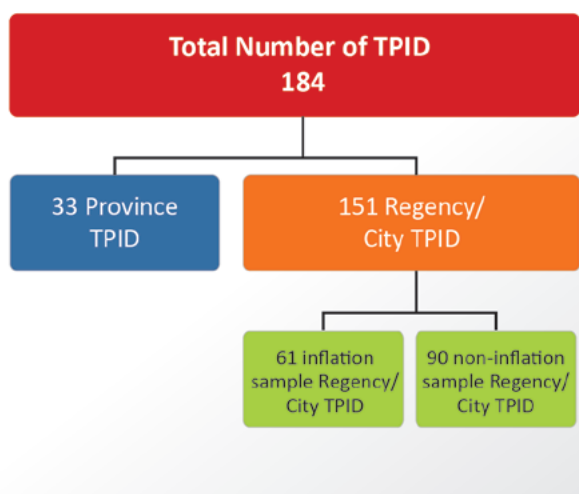 Total Number of TPID
184
33 Province
TPID
151 Regency/
City TPID
61 inflation
sample Regency/
City TPID
90 non-inflation
sample Regency/
City TPID